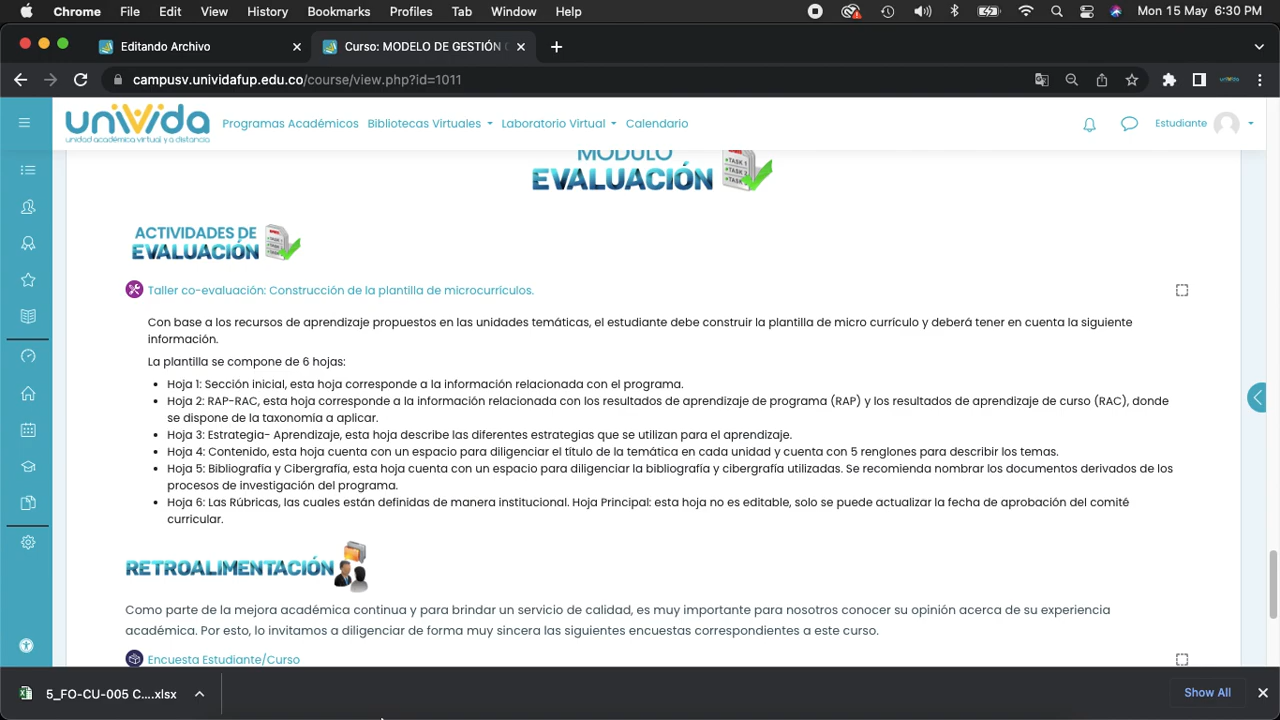 Chrome File Edit View History Bookmarks Profiles Tab Window Help Mon 15 May 6:30 PM
Editando Archivo
Curso: MODELO DE GESTIÓN
campusv.unividafup.edu.co/course/view.php?id=1011
univida
unidad académica virtual y a distancia
Programas Académicos Bibliotecas Virtuales Laboratorio Virtual Calendario
Estudiante
MÓDULO
EVALUACIÓN
ACTIVIDADES DE
EVALUACIÓN
Taller co-evaluación: Construcción de la plantilla de microcurrículos.
Con base a los recursos de aprendizaje propuestos en las unidades temáticas, el estudiante debe construir la plantilla de micro currículo y deberá tener en cuenta la siguiente
información.
La plantilla se compone de 6 hojas:
• Hoja 1: Sección inicial, esta hoja corresponde a la información relacionada con el programa.
• Hoja 2: RAP-RAC, esta hoja corresponde a la información relacionada con los resultados de aprendizaje de programa (RAP) y los resultados de aprendizaje de curso (RAC), donde
se dispone de la taxonomía a aplicar.
• Hoja 3: Estrategia- Aprendizaje, esta hoja describe las diferentes estrategias que se utilizan para el aprendizaje.
• Hoja 4: Contenido, esta hoja cuenta con un espacio para diligenciar el título de la temática en cada unidad y cuenta con 5 renglones para describir los temas.
• Hoja 5: Bibliografía y Cibergrafía, esta hoja cuenta con un espacio para diligenciar la bibliografía y cibergrafía utilizadas. Se recomienda nombrar los documentos derivados de los
procesos de investigación del programa.
• Hoja 6: Las Rúbricas, las cuales están definidas de manera institucional. Hoja Principal: esta hoja no es editable, solo se puede actualizar la fecha de aprobación del comité
curricular.
RETROALIMENTACIÓN
Como parte de la mejora académica continua y para brindar un servicio de calidad, es muy importante para nosotros conocer su opinión acerca de su experiencia
académica. Por esto, lo invitamos a diligenciar de forma muy sincera las siguientes encuestas correspondientes a este curso.
Encuesta Estudiante/Curso
5_FO-CU-005 C....xlsx
Show All